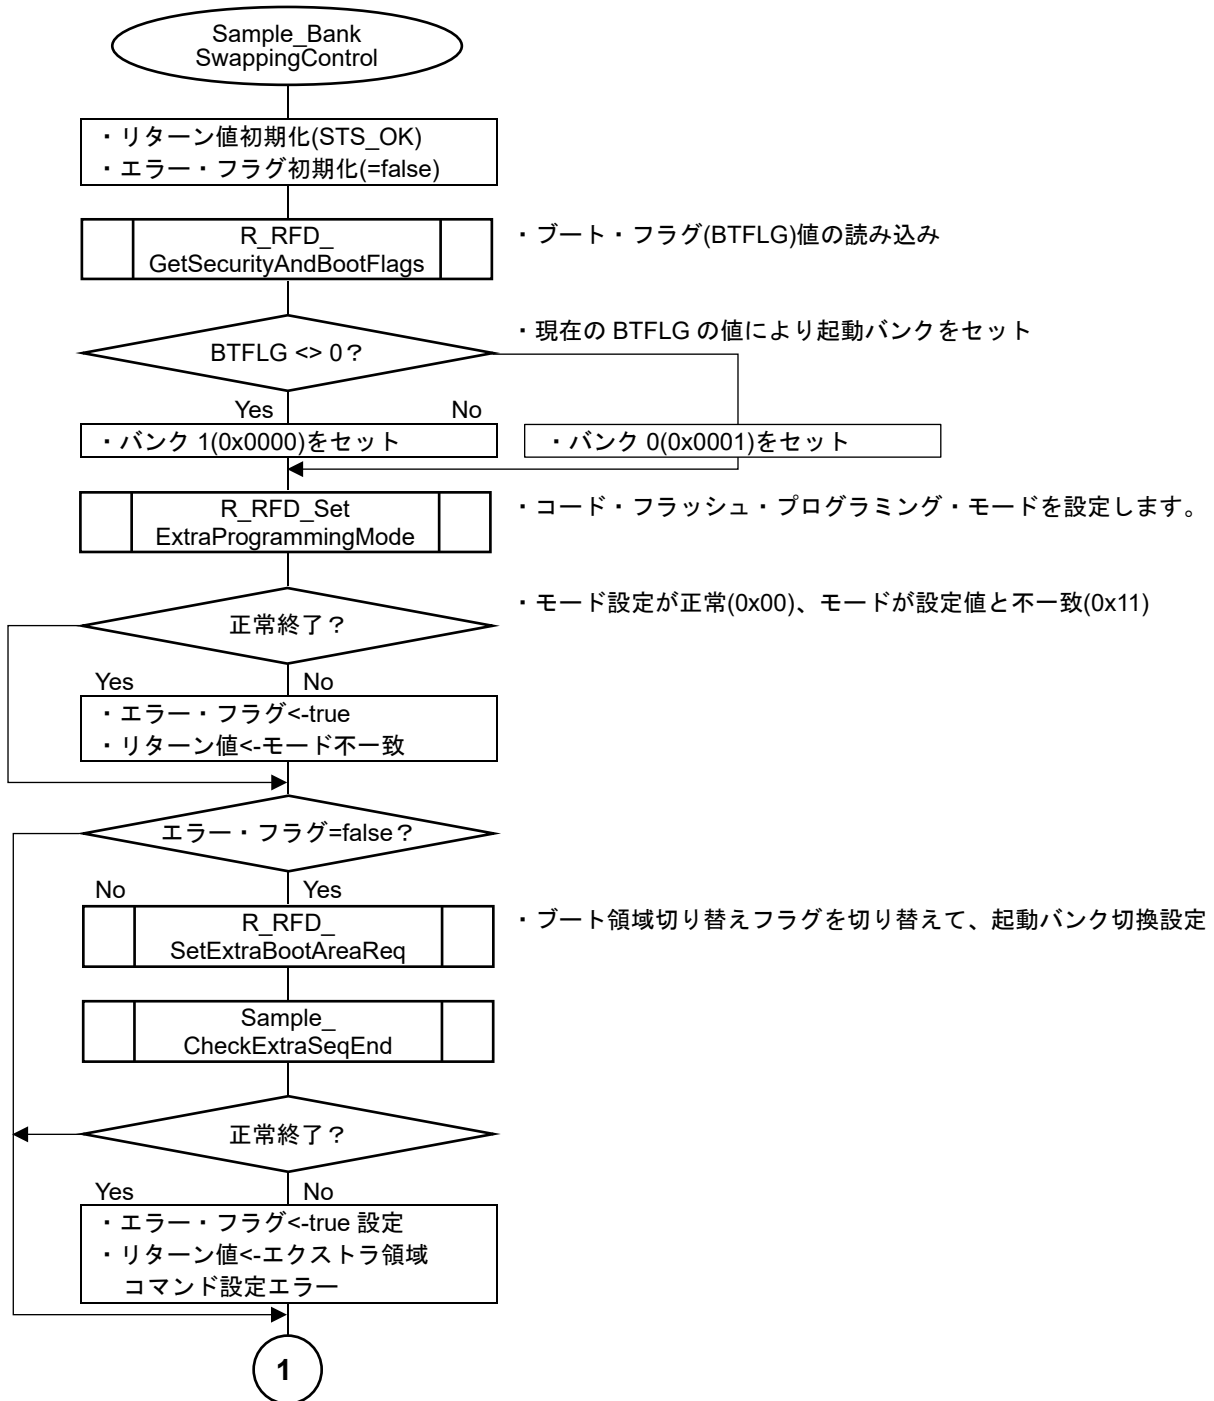 Sample_Bank
SwappingControl
・リターン値初期化(STS_OK)
・エラー・フラグ初期化(=false)
R_RFD_
GetSecurityAndBootFlags
・ブート・フラグ(BTFLG)値の読み込み
・現在の BTFLG の値により起動バンクをセット
BTFLG <> 0？
Yes
No
・バンク 1(0x0000)をセット
・バンク 0(0x0001)をセット
R_RFD_Set
ExtraProgrammingMode
・コード・フラッシュ・プログラミング・モードを設定します。
・モード設定が正常(0x00)、モードが設定値と不一致(0x11)
正常終了？
Yes
No
・エラー・フラグ<-true
・リターン値<-モード不一致
エラー・フラグ=false？
No
Yes
R_RFD_
SetExtraBootAreaReq
・ブート領域切り替えフラグを切り替えて、起動バンク切換設定
Sample_
CheckExtraSeqEnd
正常終了？
Yes
No
・エラー・フラグ<-true 設定
・リターン値<-エクストラ領域
コマンド設定エラー
1